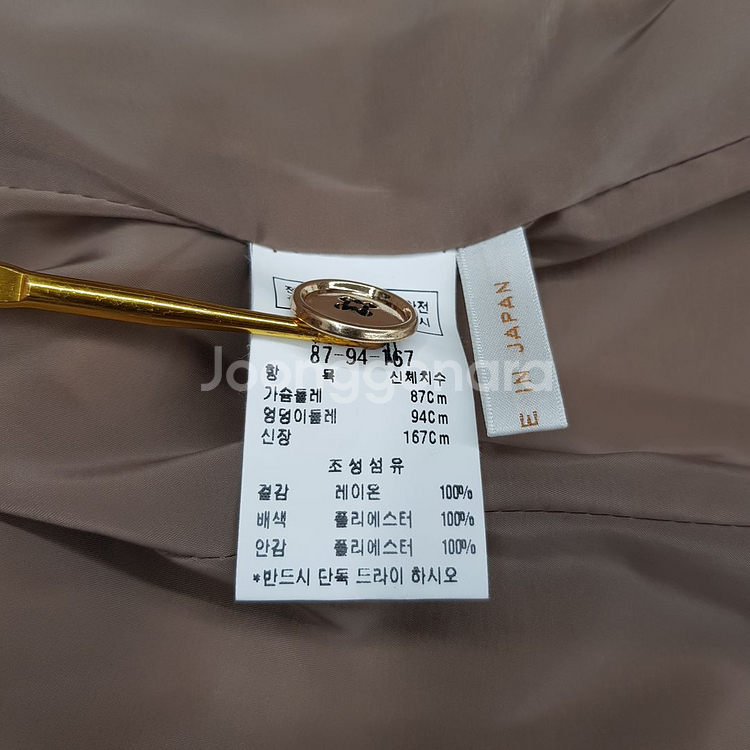 87-94-167
항 목 신체치수
가슴둘레 87Cm
엉덩이둘레 94Cm
신장 167Cm
조성섬유
겉감 레이온 100%
배색 폴리에스터 100%
안감 폴리에스터 100%
*반드시 단독 드라이 하시오
E IN JAPAN
Joonggonara